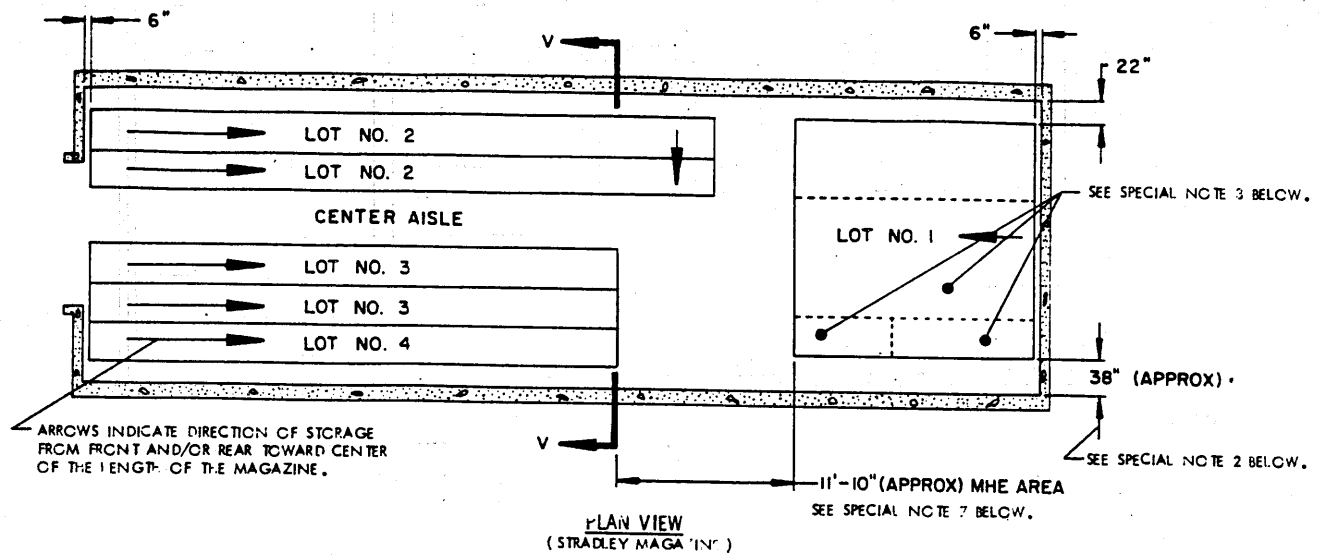 6"
6"
V
22"
LOT NO. 2
LOT NO. 2
SEE SPECIAL NOTE 3 BELOW.
CENTER AISLE
LOT NO. 1
LOT NO. 3
LOT NO. 3
LOT NO. 4
38" (APPROX).
ARROWS INDICATE DIRECTION OF STORAGE
FROM FRONT AND/OR REAR TOWARD CENTER
OF THE LENGTH OF THE MAGAZINE.
V
SEE SPECIAL NOTE 2 BELOW.
11'-10" (APPROX) MHE AREA
SEE SPECIAL NOTE 7 BELOW.
PLAN VIEW
(STRADLEY MAGAZINE)